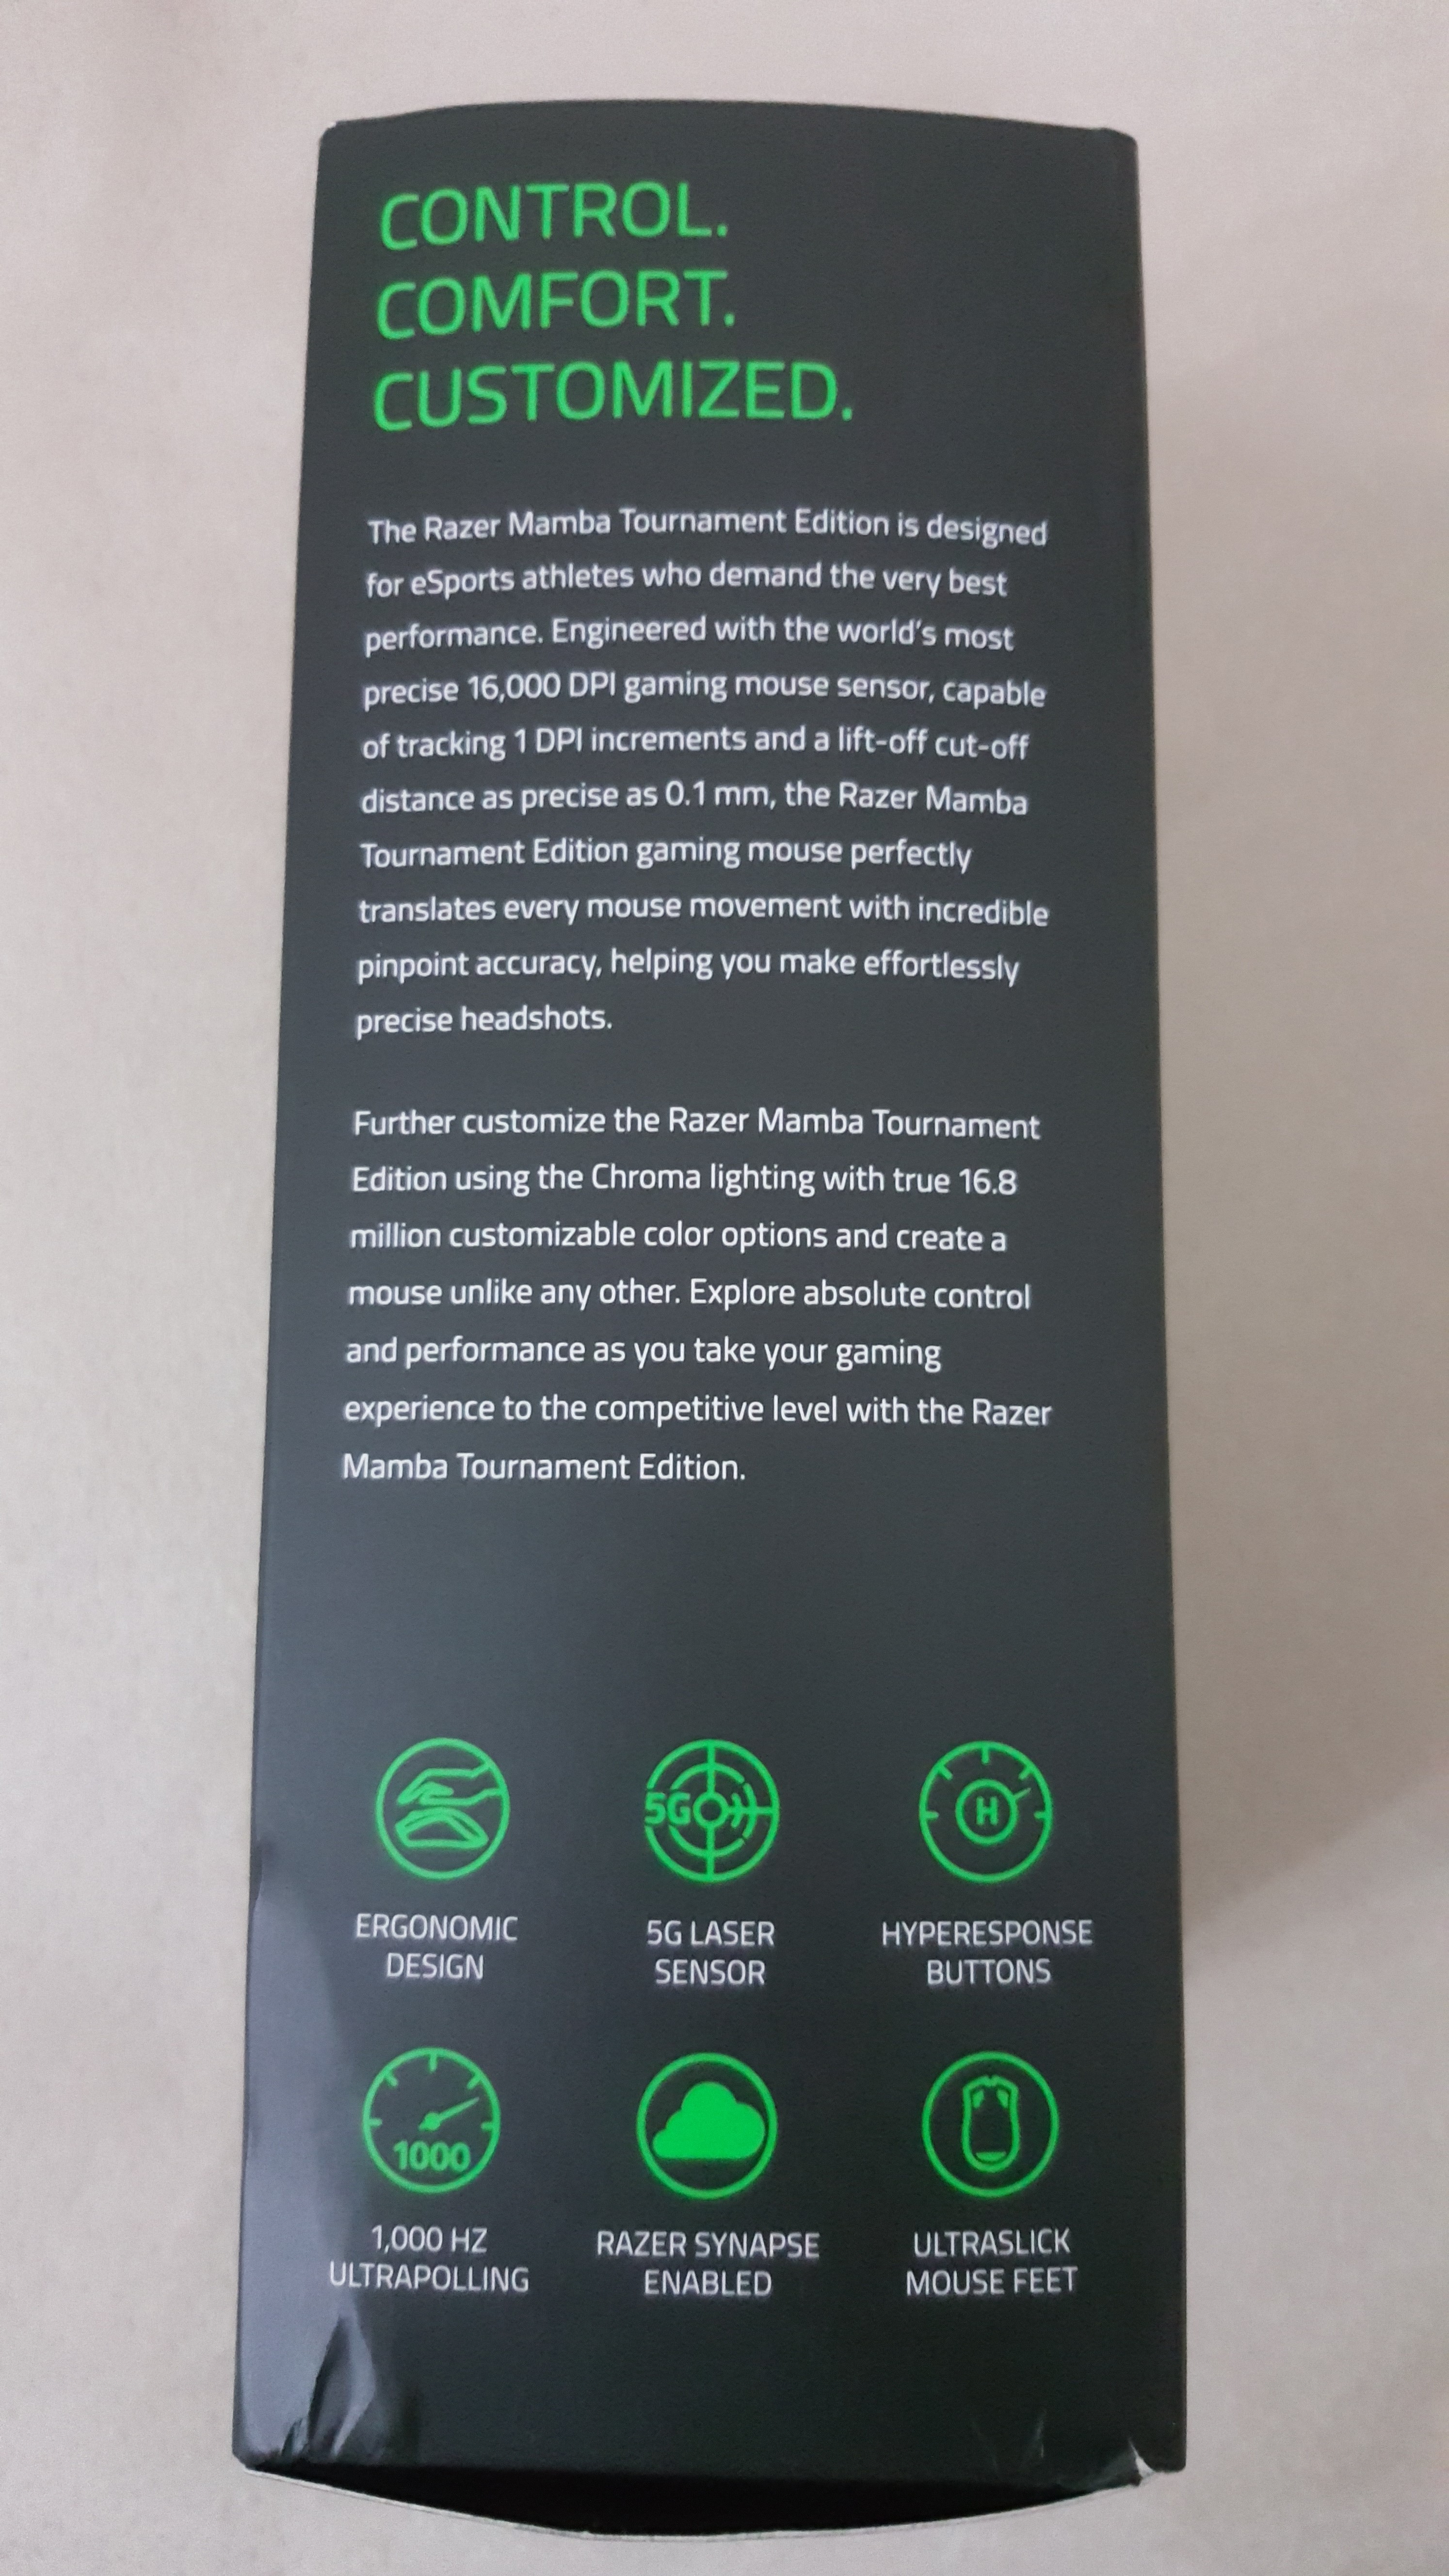 CONTROL.
COMFORT.
CUSTOMIZED.
The Razer Mamba Tournament Edition is designed
for eSports athletes who demand the very best
performance. Engineered with the world's most
precise 16,000 DPI gaming mouse sensor, capable
of tracking 1 DPI increments and a lift-off cut-off
distance as precise as 0.1 mm, the Razer Mamba
Tournament Edition gaming mouse perfectly
translates every mouse movement with incredible
pinpoint accuracy, helping you make effortlessly
precise headshots.
Further customize the Razer Mamba Tournament
Edition using the Chroma lighting with true 16.8
million customizable color options and create a
mouse unlike any other. Explore absolute control
and performance as you take your gaming
experience to the competitive level with the Razer
Mamba Tournament Edition.
5G
H
ERGONOMIC
DESIGN
5G LASER
SENSOR
HYPERESPONSE
BUTTONS
1000
1,000 HZ
ULTRAPOLLING
RAZER SYNAPSE
ENABLED
ULTRASLICK
MOUSE FEET